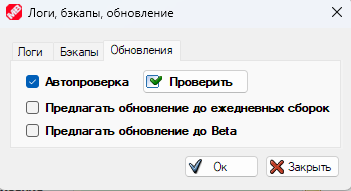 Логи, бэкапы, обновление
Логи Бэкапы Обновления
Автопроверка Проверить
Предлагать обновление до ежедневных сборок
Предлагать обновление до Beta
Ок Закрыть